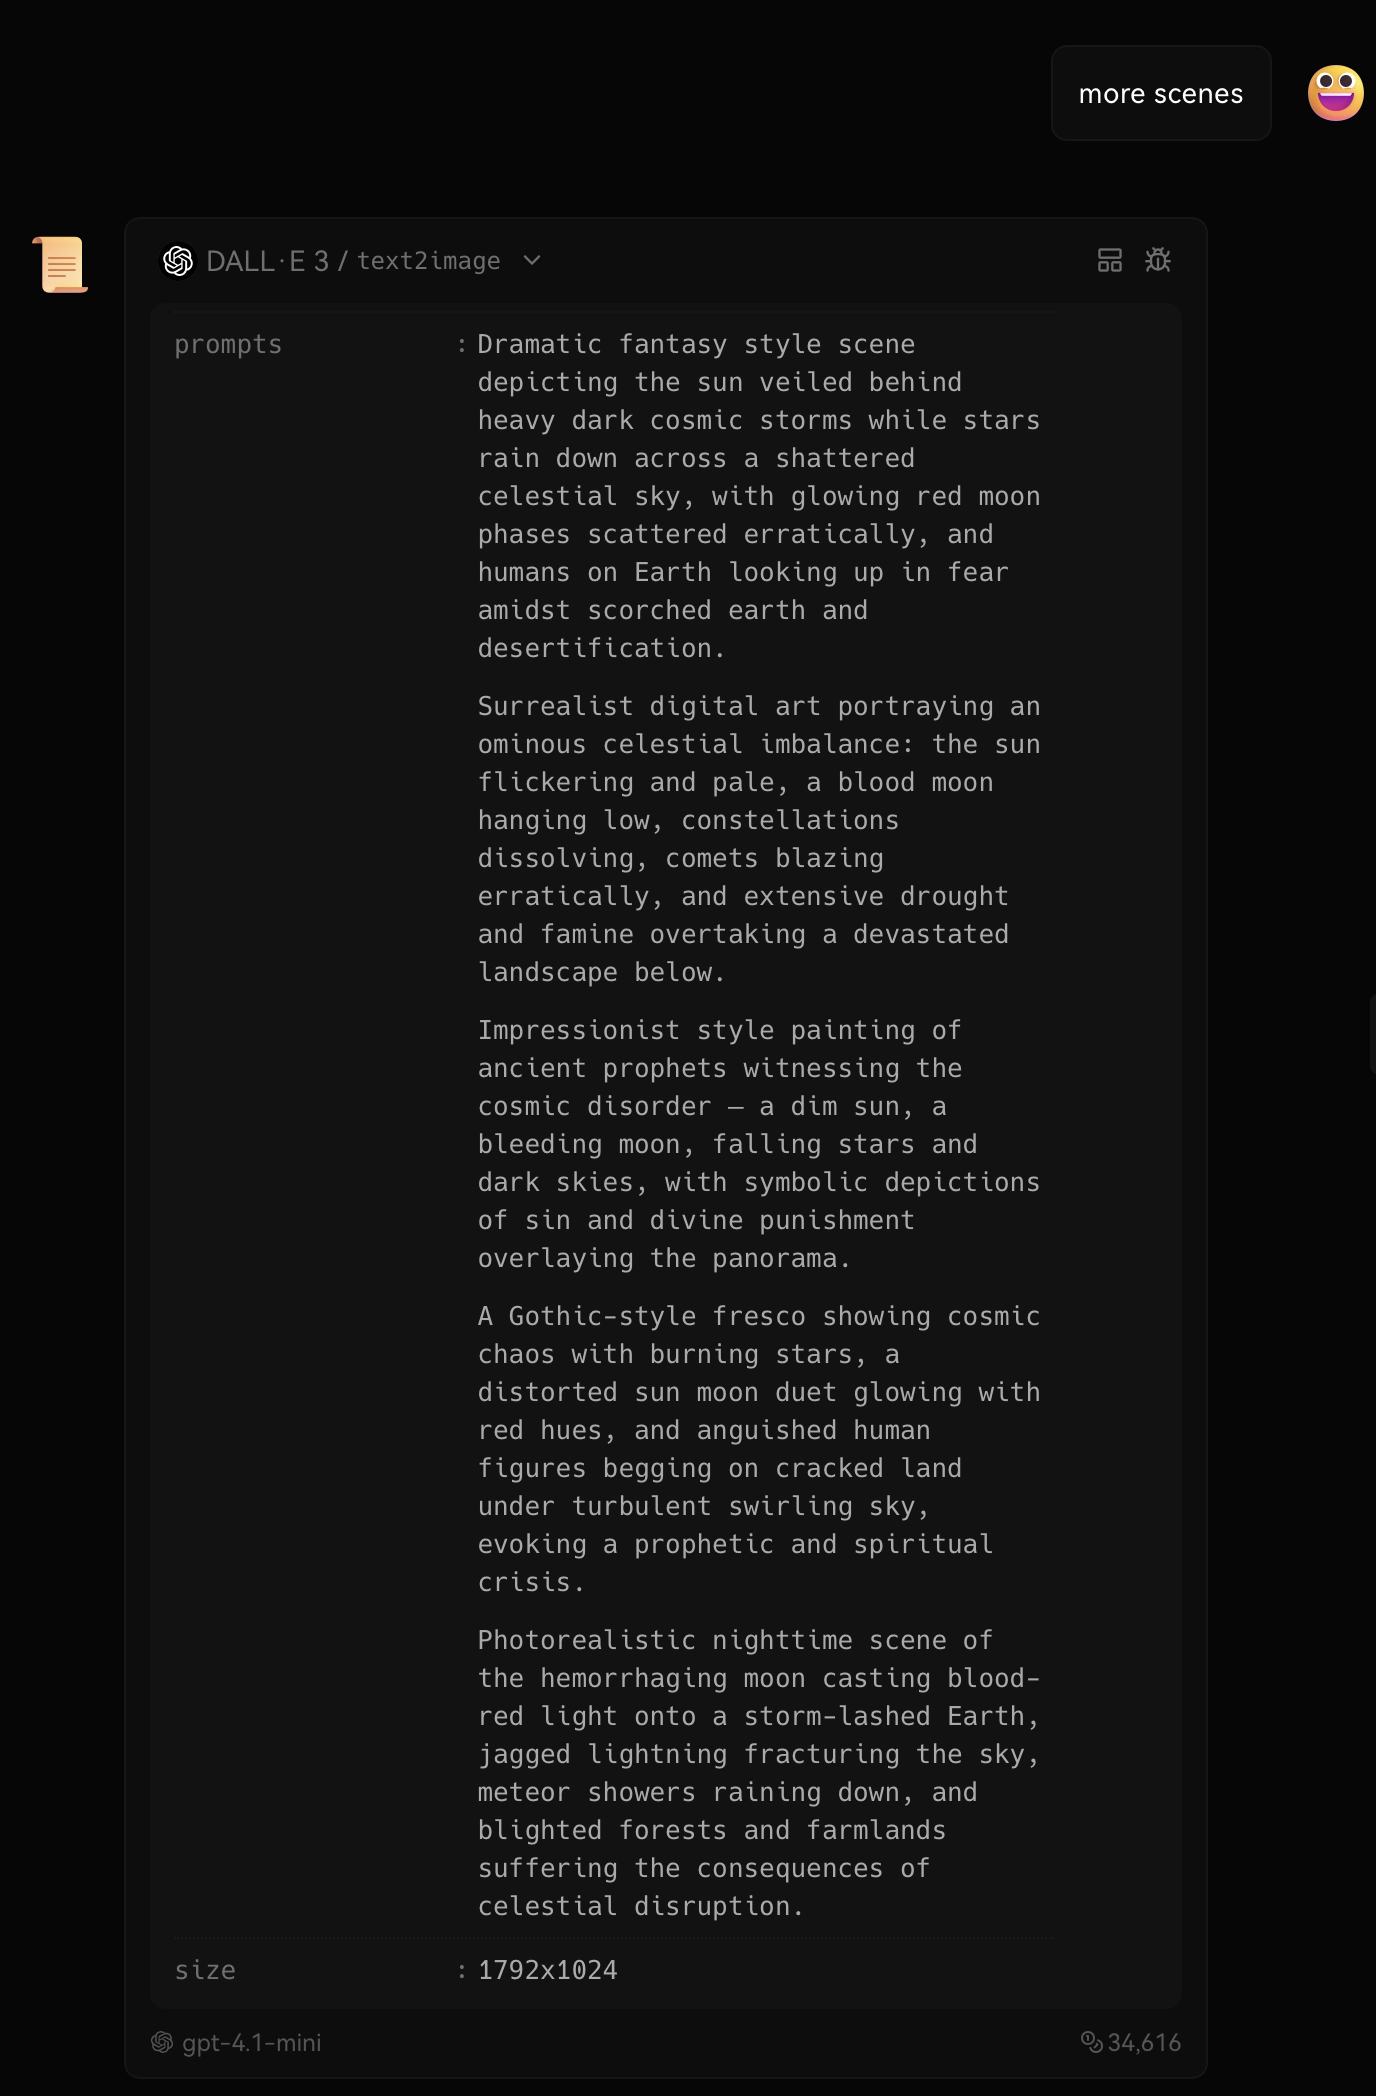 more scenes
DALL·E 3 / text2image
prompts : Dramatic fantasy style scene
depicting the sun veiled behind
heavy dark cosmic storms while stars
rain down across a shattered
celestial sky, with glowing red moon
phases scattered erratically, and
humans on Earth looking up in fear
amidst scorched earth and
desertification.
Surrealist digital art portraying an
ominous celestial imbalance: the sun
flickering and pale, a blood moon
hanging low, constellations
dissolving, comets blazing
erratically, and extensive drought
and famine overtaking a devastated
landscape below.
Impressionist style painting of
ancient prophets witnessing the
cosmic disorder — a dim sun, a
bleeding moon, falling stars and
dark skies, with symbolic depictions
of sin and divine punishment
overlaying the panorama.
A Gothic-style fresco showing cosmic
chaos with burning stars, a
distorted sun moon duet glowing with
red hues, and anguished human
figures begging on cracked land
under turbulent swirling sky,
evoking a prophetic and spiritual
crisis.
Photorealistic nighttime scene of
the hemorrhaging moon casting blood-
red light onto a storm-lashed Earth,
jagged lightning fracturing the sky,
meteor showers raining down, and
blighted forests and farmlands
suffering the consequences of
celestial disruption.
size : 1792x1024
gpt-4.1-mini 34,616